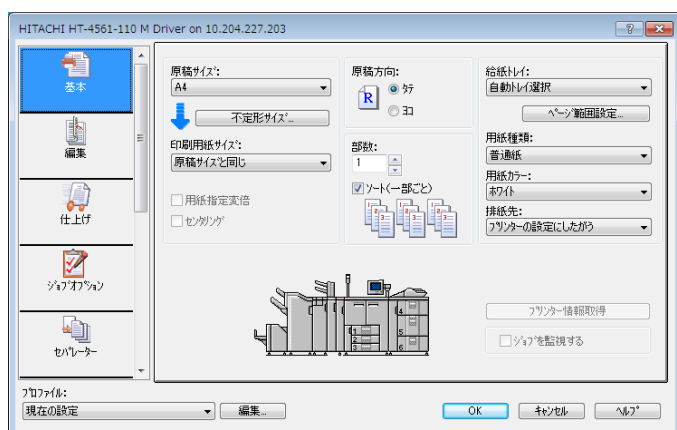 HITACHI HT-4561-110 M Driver on 10.204.227.203
基本
編集
仕上げ
ｼﾞｮﾌﾞｵﾌﾟｼｮﾝ
ｾﾊﾟﾚｰﾀｰ
原稿ｻｲｽﾞ:
A4
不定形ｻｲｽﾞ...
印刷用紙ｻｲｽﾞ:
原稿ｻｲｽﾞと同じ
用紙指定変倍
ｾﾝﾀﾘﾝｸﾞ
原稿方向:
R
ﾀﾃ
ﾖｺ
部数:
1
ｿｰﾄ(一部ごと)
給紙ﾄﾚｲ:
自動ﾄﾚｲ選択
ﾍﾟｰｼﾞ範囲設定...
用紙種類:
普通紙
用紙ｶﾗｰ:
ﾎﾜｲﾄ
排紙先:
ﾌﾟﾘﾝﾀｰの設定にしたがう
1
2
3
4
5
6
ﾌﾟﾘﾝﾀｰ情報取得
ｼﾞｮﾌﾞを監視する
ﾌﾟﾛﾌｧｲﾙ:
現在の設定
編集...
OK
ｷｬﾝｾﾙ
ﾍﾙﾌﾟ